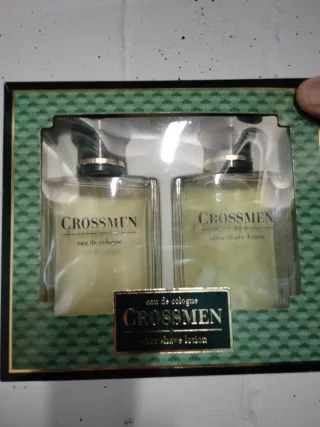 CROSSMEN
eau de cologne
CROSSMEN
after shave lotion
eau de cologne
CROSSMEN
after shave lotion